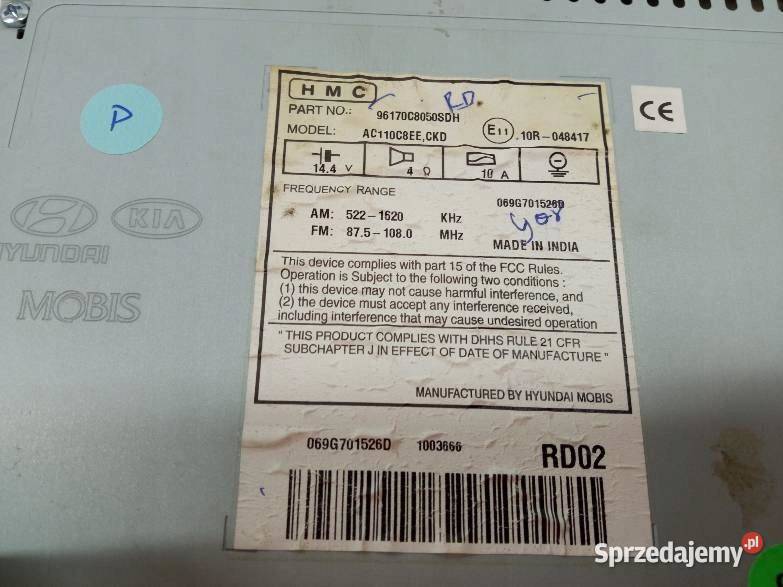 HMC
RD
PART NO.: 96170C8050SDH
MODEL: AC110C8EE,CKD
E11 .10R-048417
CE
P
14.4 V
4 Ω
10 A
FREQUENCY RANGE
069G701526D
AM: 522-1620 KHz
FM: 87.5-108.0 MHz
MADE IN INDIA
This device complies with part 15 of the FCC Rules.
Operation is Subject to the following two conditions :
(1) this device may not cause harmful interference, and
(2) the device must accept any interference received,
including interference that may cause undesired operation
" THIS PRODUCT COMPLIES WITH DHHS RULE 21 CFR
SUBCHAPTER J IN EFFECT OF DATE OF MANUFACTURE "
MANUFACTURED BY HYUNDAI MOBIS
069G701526D 1003666
RD02
KIA
HYUNDAI
MOBIS
Sprzedajemy.pl